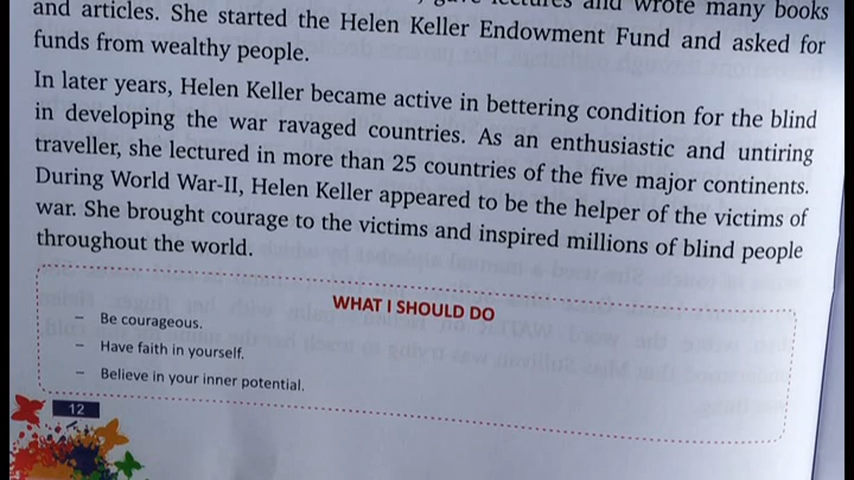 lectures and wrote many books
and articles. She started the Helen Keller Endowment Fund and asked for
funds from wealthy people.
In later years, Helen Keller became active in bettering condition for the blind
in developing the war ravaged countries. As an enthusiastic and untiring
traveller, she lectured in more than 25 countries of the five major continents.
During World War-II, Helen Keller appeared to be the helper of the victims of
war. She brought courage to the victims and inspired millions of blind people
throughout the world.
WHAT I SHOULD DO
– Be courageous.
– Have faith in yourself.
– Believe in your inner potential.
12